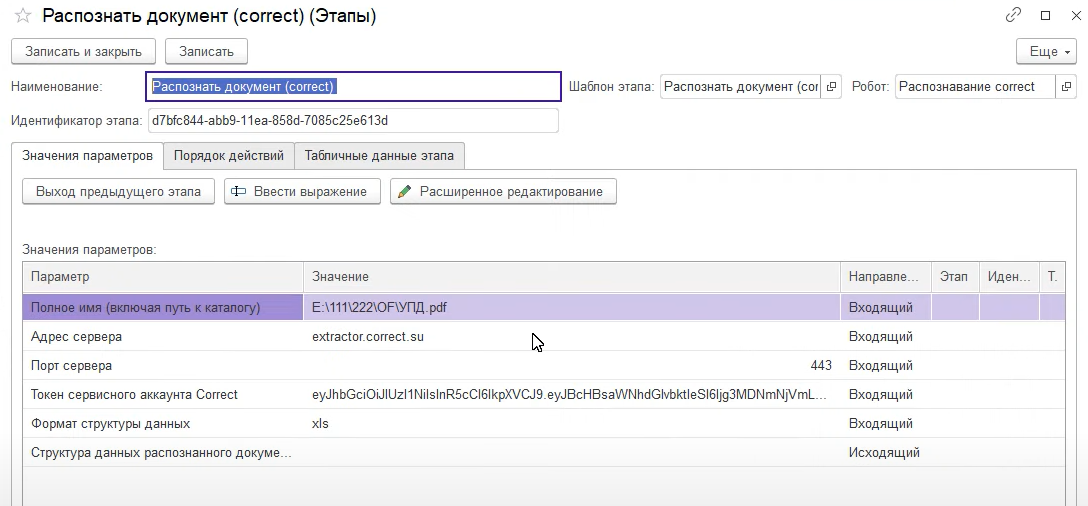 Распознать документ (correct) (Этапы)
Записать и закрыть Записать Еще
Наименование: Распознать документ (correct) Шаблон этапа: Распознать документ (cor Робот: Распознавание correct
Идентификатор этапа: d7bfc844-abb9-11ea-858d-7085c25e613d
Значения параметров Порядок действий Табличные данные этапа
Выход предыдущего этапа Ввести выражение Расширенное редактирование
Значения параметров:
Параметр Значение Направле... Этап Иден... Т.
Полное имя (включая путь к каталогу) E:\111\222\OF\УПД.pdf Входящий
Адрес сервера extractor.correct.su Входящий
Порт сервера 443 Входящий
Токен сервисного аккаунта Correct Входящий
Формат структуры данных xls Входящий
Структура данных распознанного докуме... Исходящий